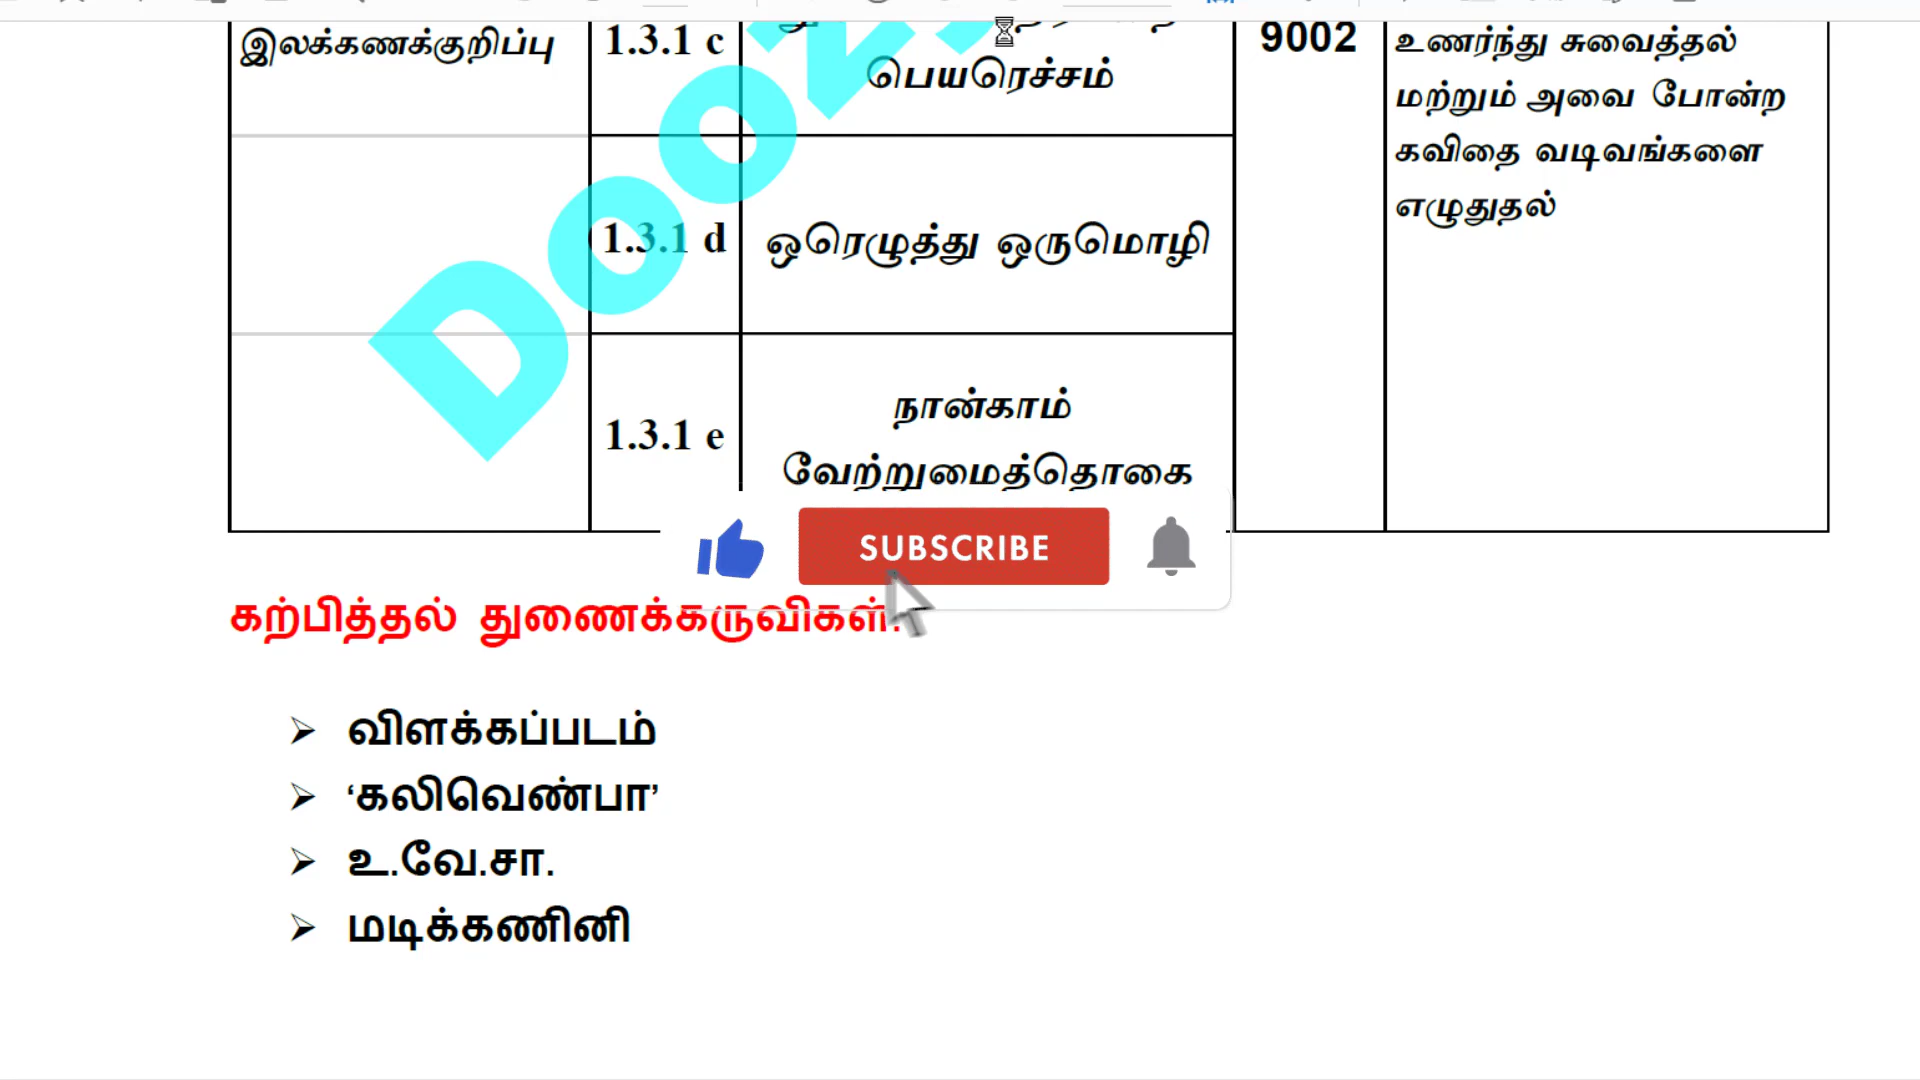 இலக்கணக்குறிப்பு
1.3.1 c
பெயரெச்சம்
9002
உணர்ந்து சுவைத்தல்
மற்றும் அவை போன்ற
கவிதை வடிவங்களை
எழுதுதல்
1.3.1 d
ஒரெழுத்து ஒருமொழி
1.3.1 e
நான்காம்
வேற்றுமைத்தொகை
SUBSCRIBE
கற்பித்தல் துணைக்கருவிகள்:
➢ விளக்கப்படம்
➢ ‘கலிவெண்பா’
➢ உ.வே.சா.
➢ மடிக்கணினி